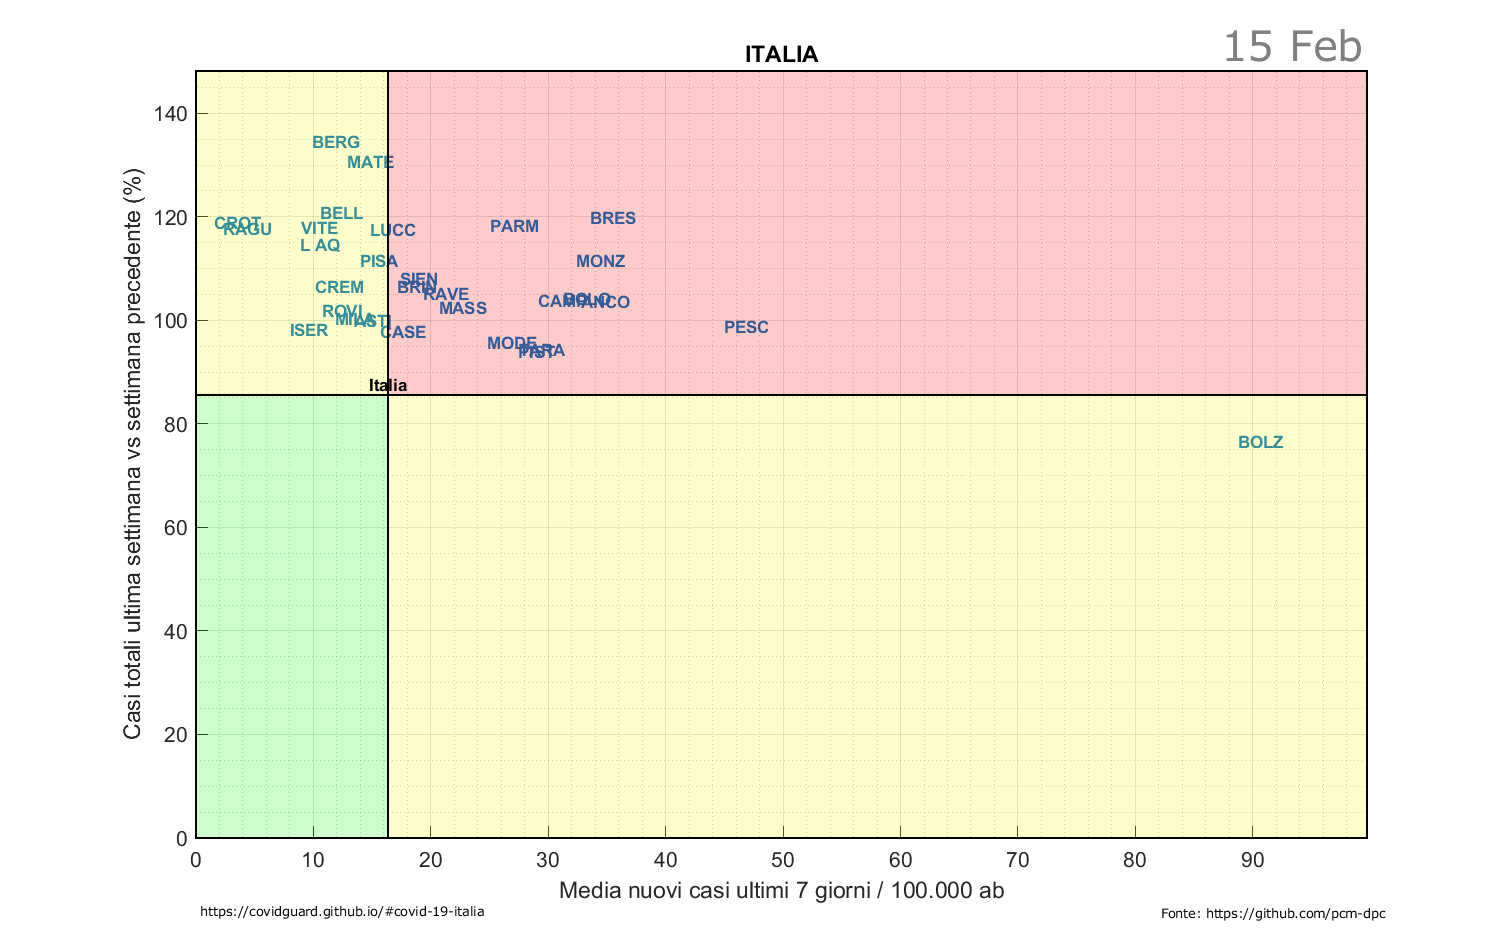 15 Feb
ITALIA
Casi totali ultima settimana vs settimana precedente (%)
140
120
100
80
60
40
20
0
BERG
MATE
BELL
CROT
RAGU
VITE
LUCC
L AQ
PISA
PARM
BRES
MONZ
SIEN
BRIN
RAVE
MASS
CREM
CAMP
BOLO
ANCO
ROVI
MILA
ASTI
ISER
CASE
PESC
MODE
FIST
Italia
BOLZ
0 10 20 30 40 50 60 70 80 90
Media nuovi casi ultimi 7 giorni / 100.000 ab
https://covidguard.github.io/#covid-19-italia
Fonte: https://github.com/pcm-dpc